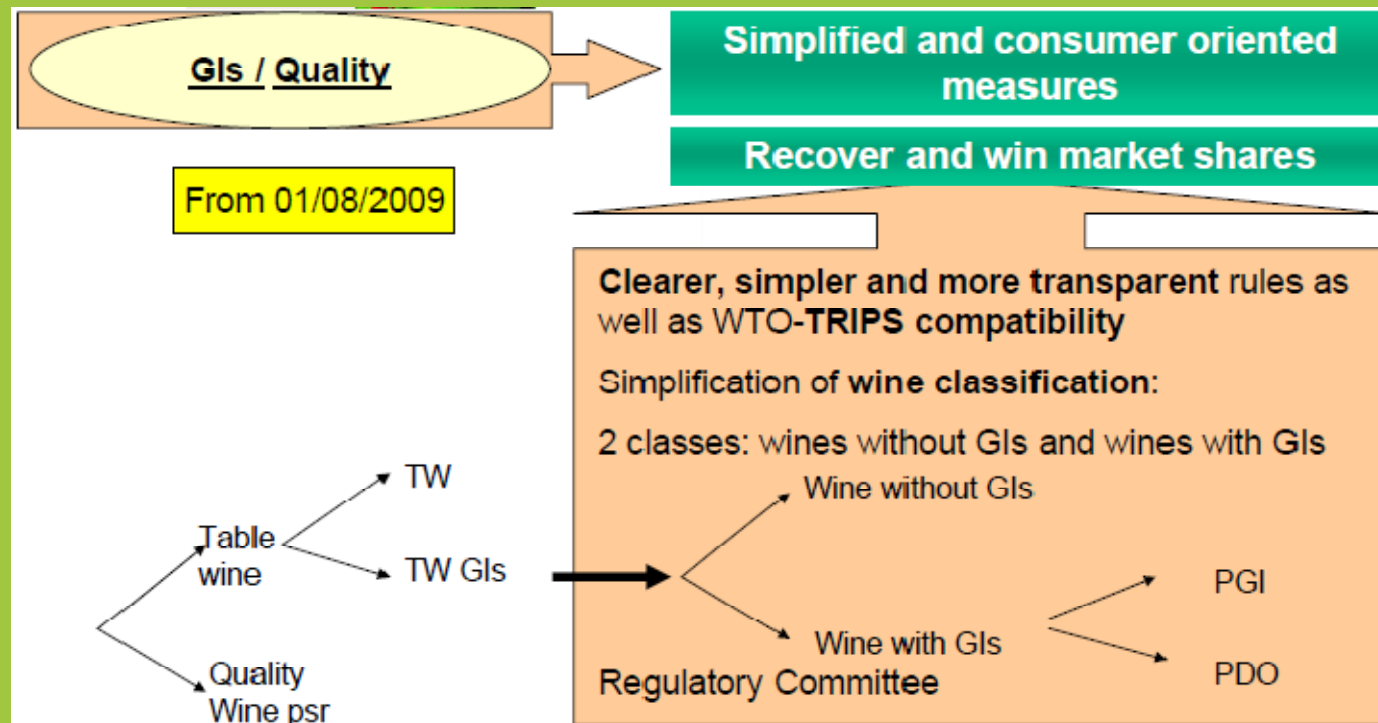 GIs / Quality
Simplified and consumer oriented
measures
Recover and win market shares
From 01/08/2009
Clearer, simpler and more transparent rules as
well as WTO-TRIPS compatibility
Simplification of wine classification:
2 classes: wines without GIs and wines with GIs
TW
Wine without GIs
Table
wine
TW GIs
PGI
Wine with GIs
PDO
Quality
Wine psr
Regulatory Committee